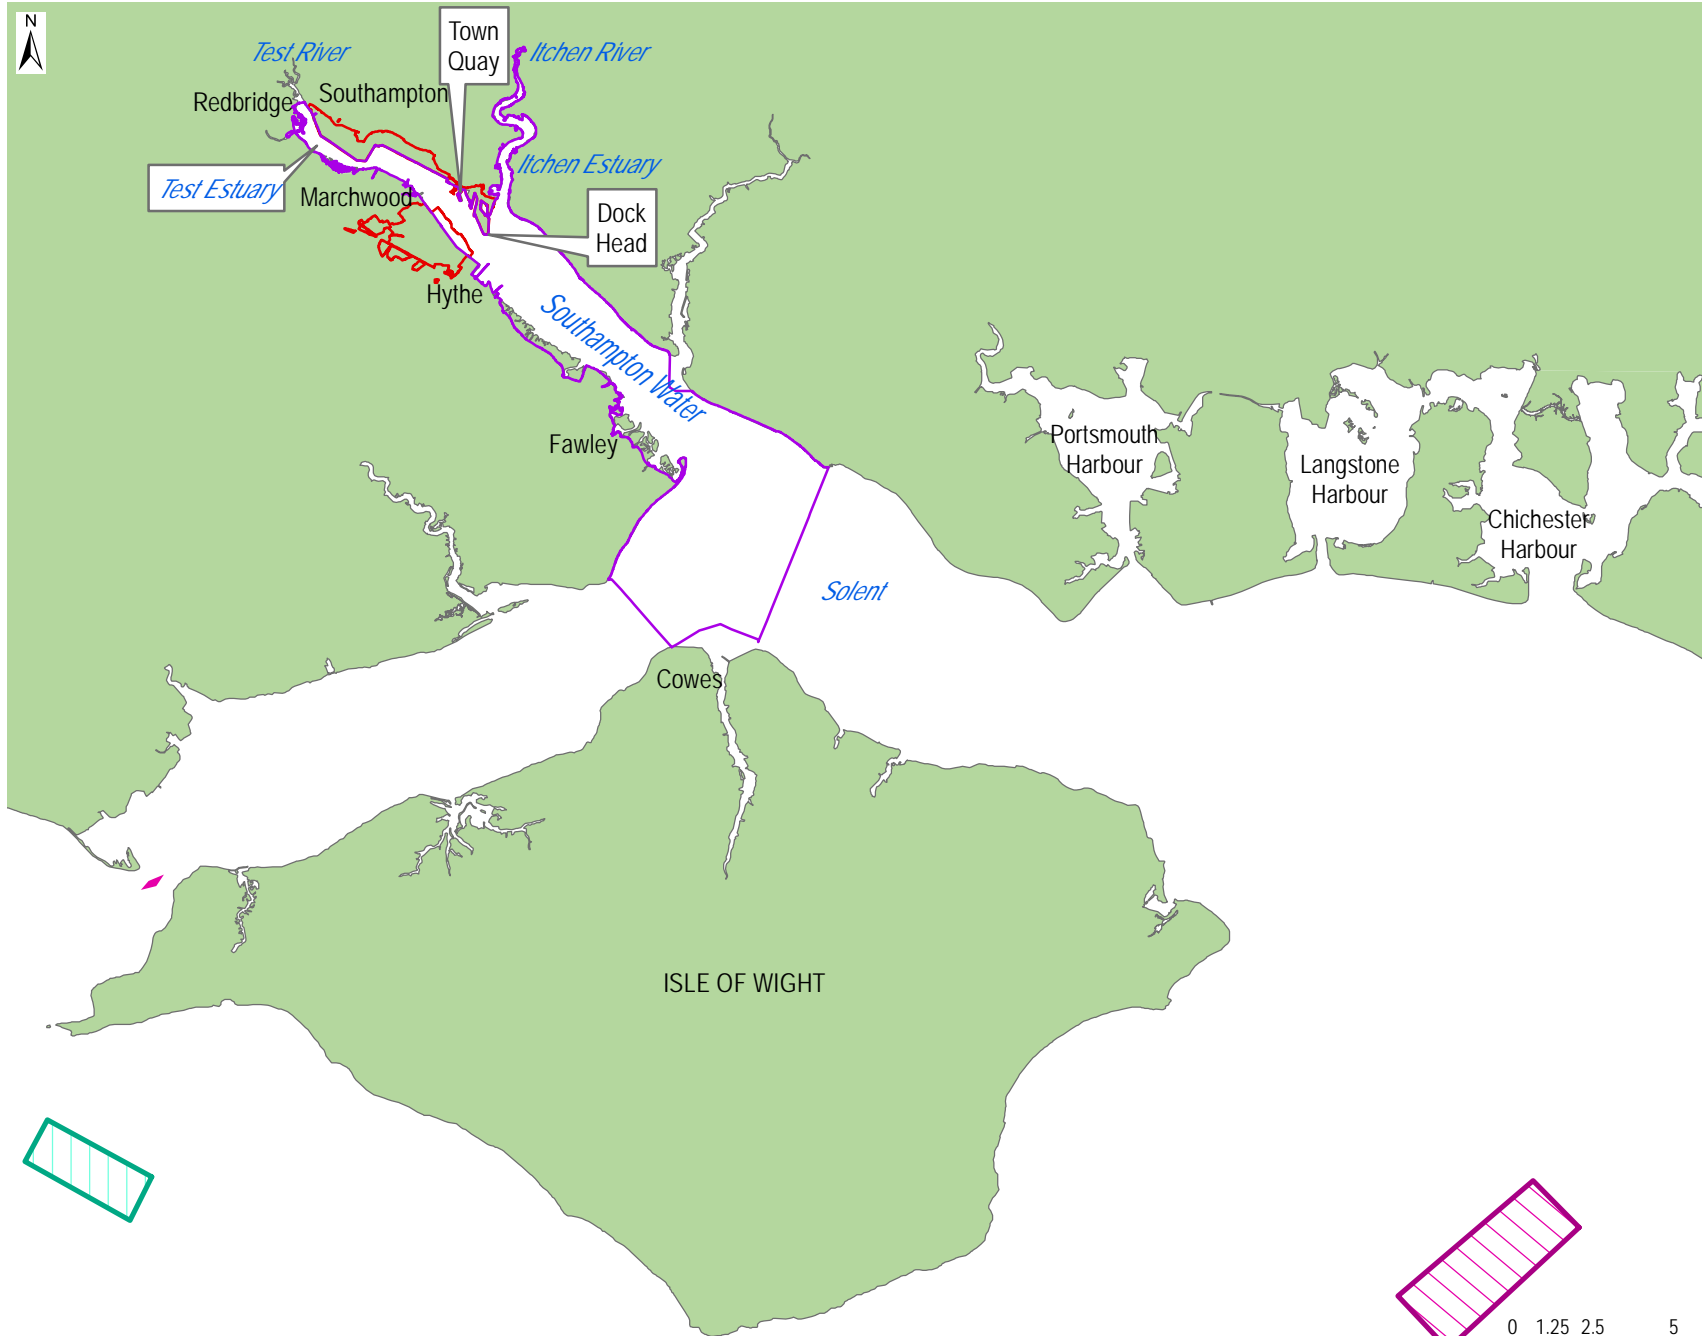 N
Town
Quay
Test River
Itchen River
Redbridge
Southampton
Itchen Estuary
Test Estuary
Marchwood
Dock
Head
Hythe
Southampton Water
Fawley
Portsmouth
Harbour
Langstone
Harbour
Chichester
Harbour
Solent
Cowes
ISLE OF WIGHT
0 1.25 2.5 5